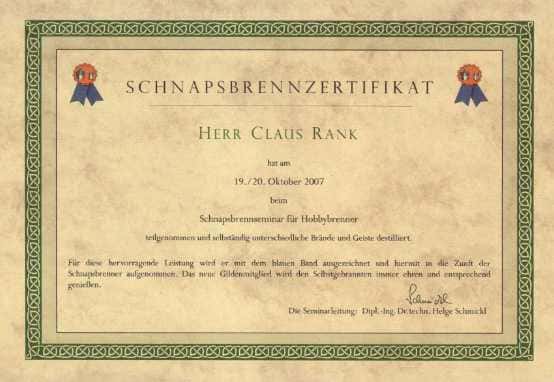 SCHNAPSBRENNZERTIFIKAT
HERR CLAUS RANK
hat am
19./20. Oktober 2007
beim
Schnapsbrennseminar für Hobbybrenner
teilgenommen und selbständig unterschiedliche Brände und Geiste destilliert.
Für diese hervorragende Leistung wird er mit dem blauen Band ausgezeichnet und hiermit in die Zunft der
Schnapsbrenner aufgenommen. Das neue Gildenmitglied wird den Selbstgebrannten immer ehren und entsprechend
genießen.
Die Seminarleitung: Dipl.-Ing. Dr.techn. Helge Schmickl